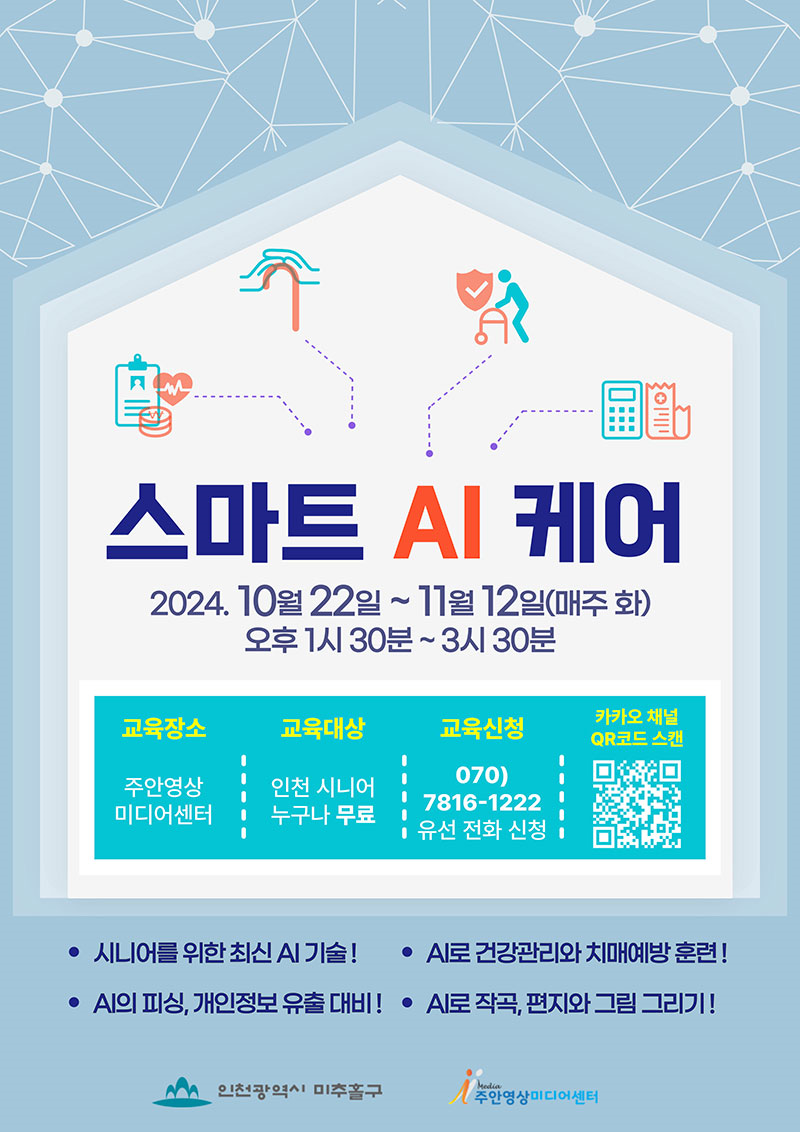 스마트 AI 케어
2024. 10월 22일 ~ 11월 12일(매주 화)
오후 1시 30분 ~ 3시 30분
교육장소
주안영상
미디어센터
교육대상
인천 시니어
누구나 무료
교육신청
070)
7816-1222
유선 전화 신청
카카오 채널
QR코드 스캔
• 시니어를 위한 최신 AI 기술!
• AI로 건강관리와 치매예방 훈련!
• AI의 피싱, 개인정보 유출 대비!
• AI로 작곡, 편지와 그림 그리기!
인천광역시 미추홀구
Media
주안영상미디어센터